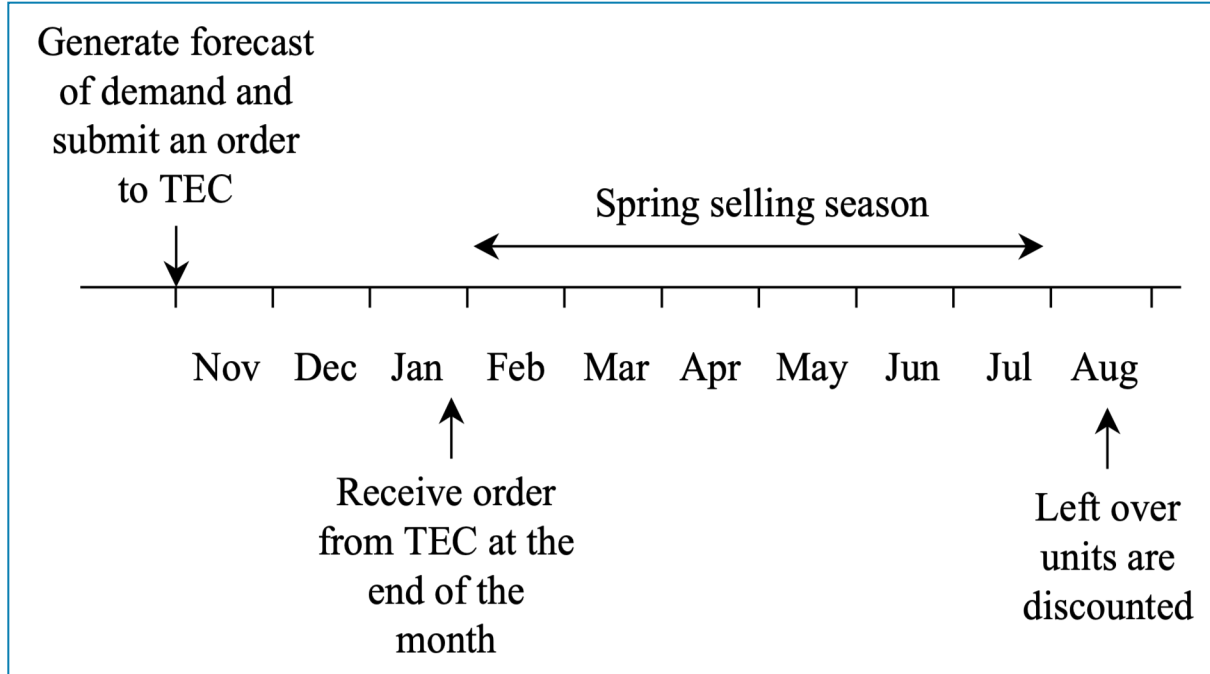 Generate forecast
of demand and
submit an order
to TEC
Spring selling season
Nov Dec Jan Feb Mar Apr May Jun Jul Aug
Receive order
from TEC at the
end of the
month
Left over
units are
discounted